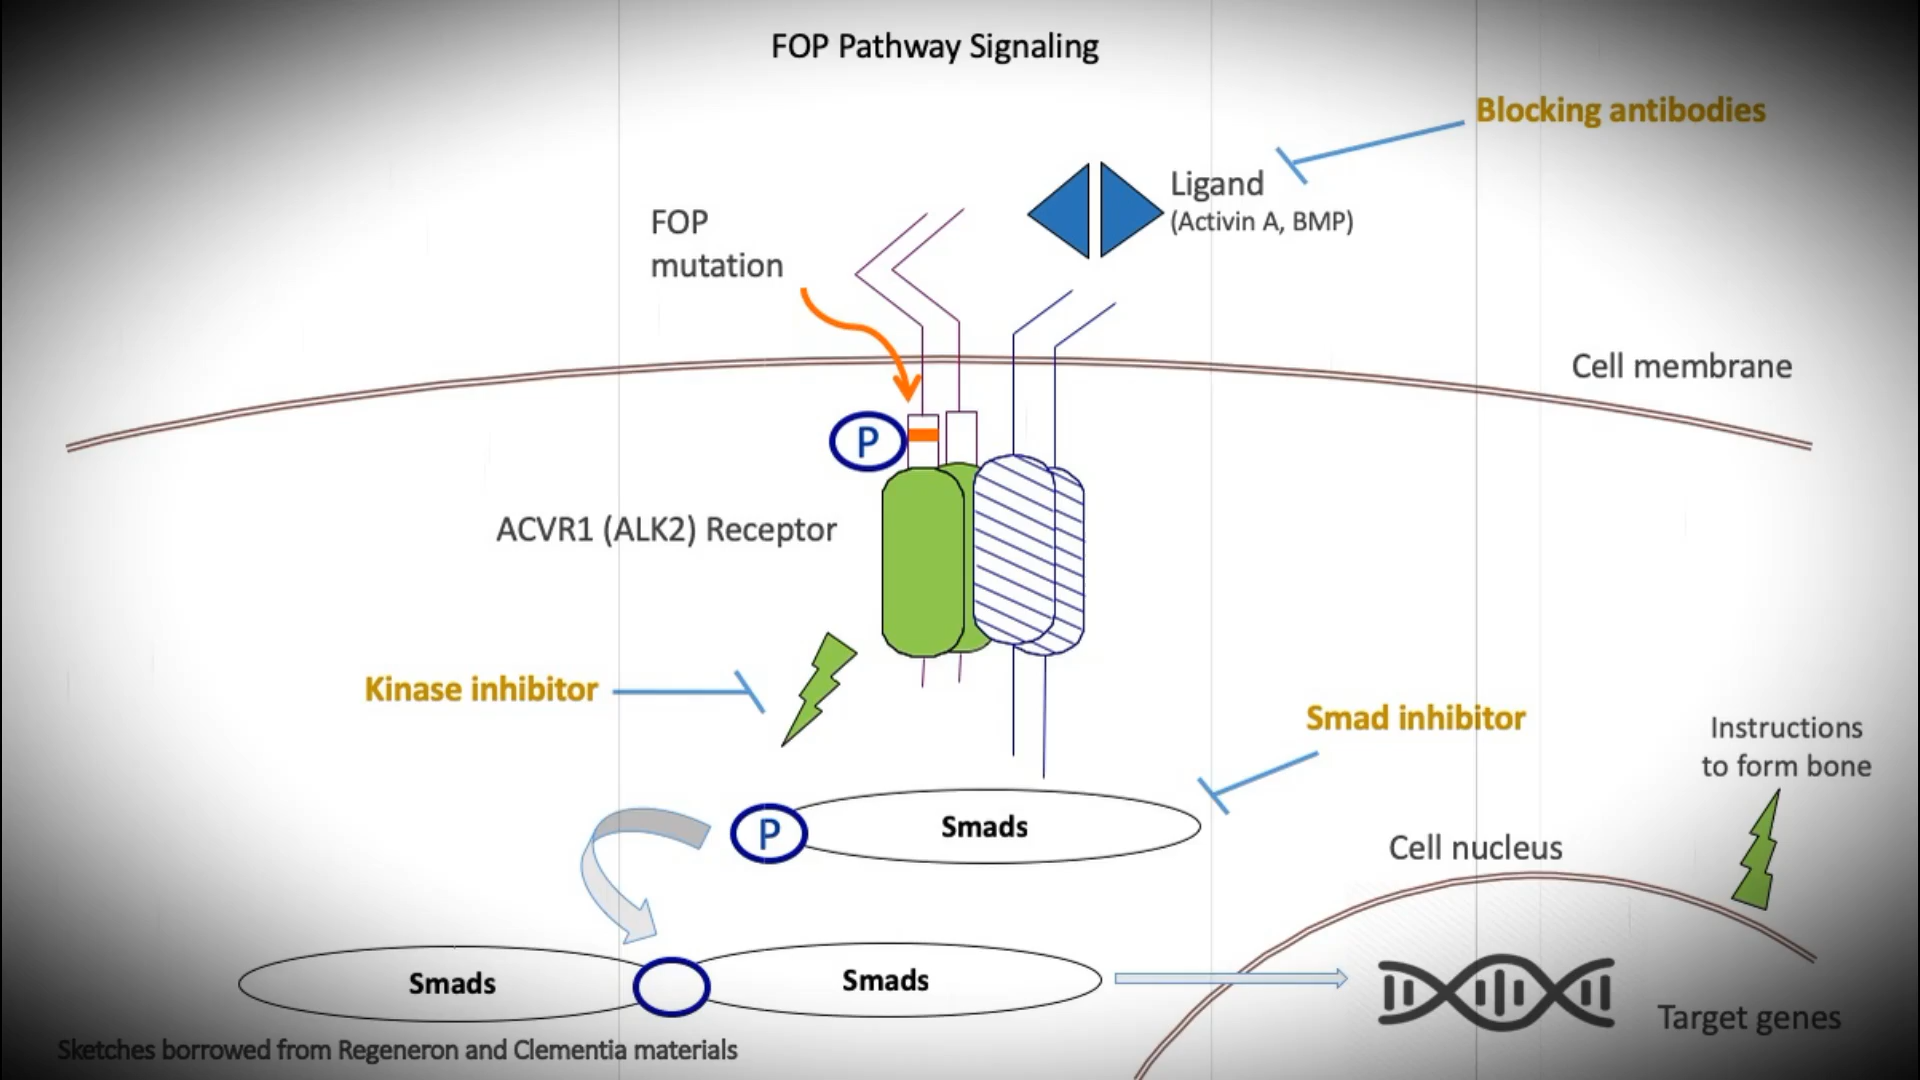 FOP Pathway Signaling
Blocking antibodies
Ligand
(Activin A, BMP)
FOP
mutation
Cell membrane
P
ACVR1 (ALK2) Receptor
Kinase inhibitor
Smad inhibitor
Instructions
to form bone
P
Smads
Cell nucleus
Smads
Smads
Target genes
Sketches borrowed from Regeneron and Clementia materials